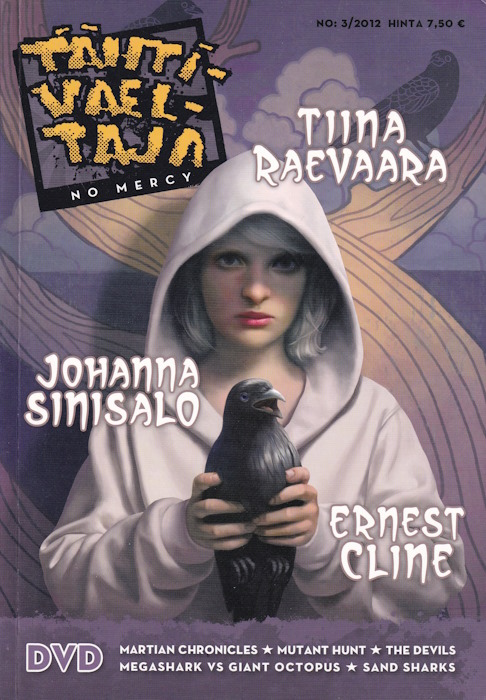 NO: 3/2012 HINTA 7,50 €
TÄHTI-
VAEL-
TAJA
NO MERCY
TIINA
RAEVAARA
JOHANNA
SINISALO
ERNEST
CLINE
DVD
MARTIAN CHRONICLES ★ MUTANT HUNT ★ THE DEVILS
MEGASHARK VS GIANT OCTOPUS ★ SAND SHARKS